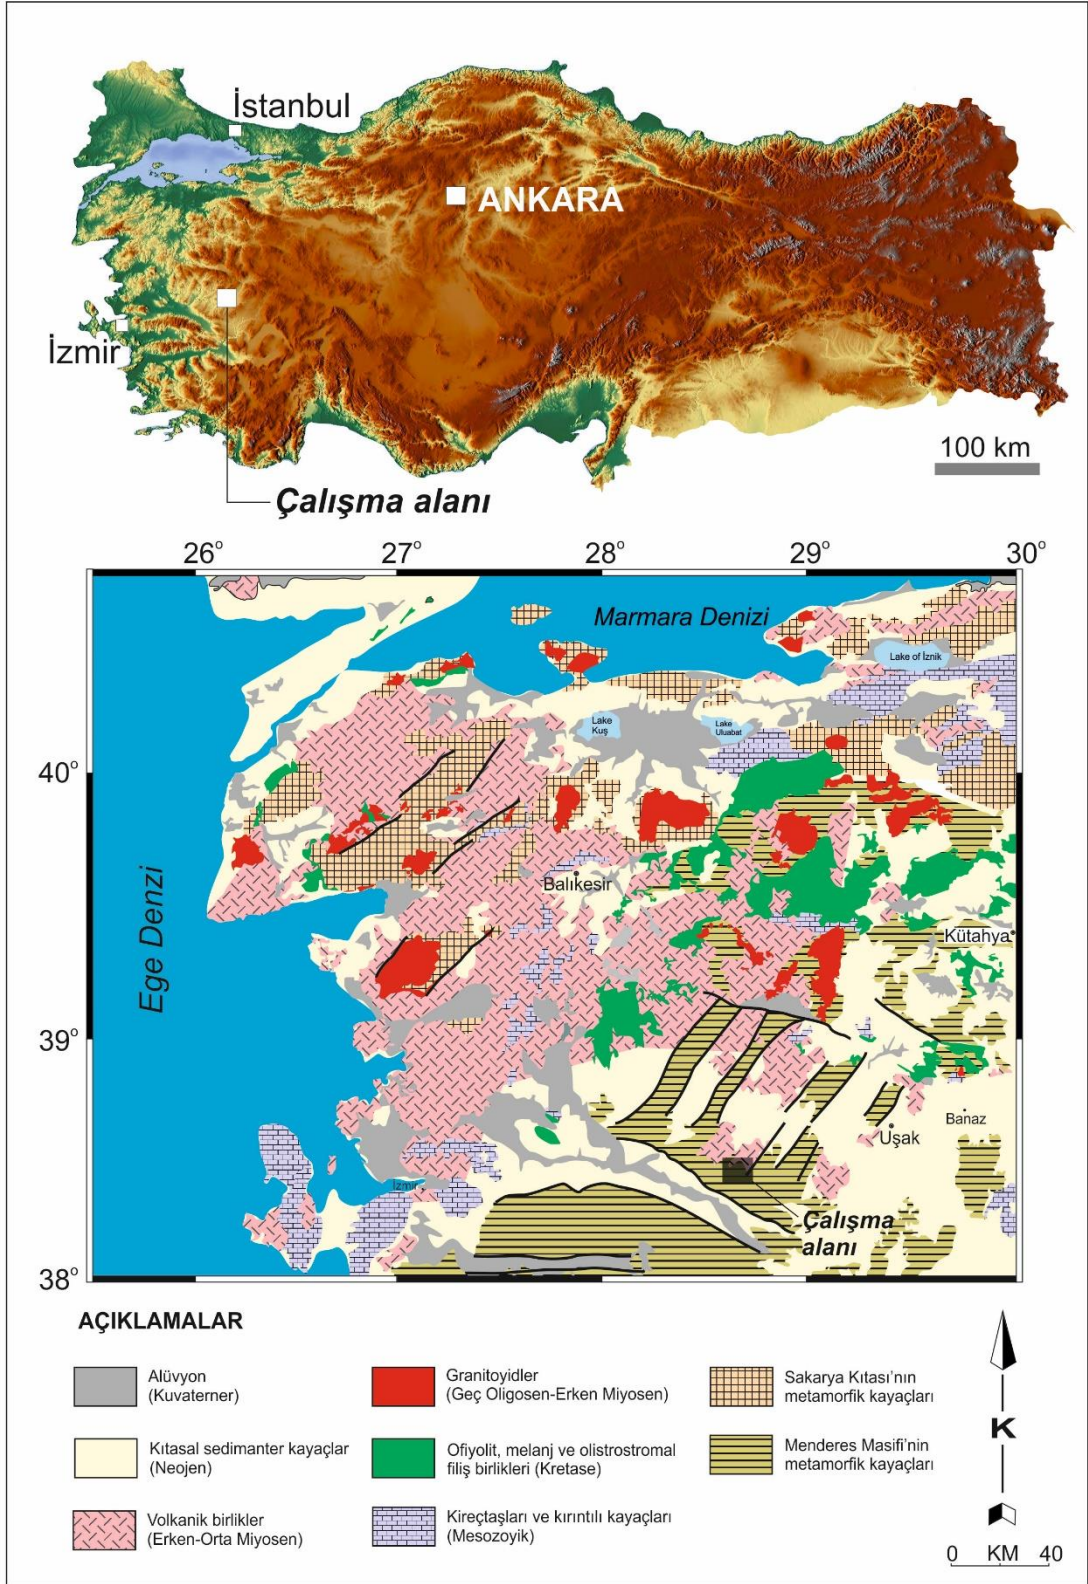 İstanbul
ANKARA
İzmir
100 km
Çalışma alanı
26° 27° 28° 29° 30°
Marmara Denizi
Lake of İznik
Lake
Kuş
Lake
Uluabat
40°
Balıkesir
Kütahya
Ege Denzi
39°
Banaz
Uşak
İzmir
Çalışma
alanı
38°
AÇIKLAMALAR
Alüvyon
(Kuvaterner)
Granitoyidler
(Geç Oligosen-Erken Miyosen)
Sakarya Kıtası'nın
metamorfik kayaçları
Kıtasal sedimanter kayaçlar
(Neojen)
Ofiyolit, melanj ve olistrostromal
filiş birlikleri (Kretase)
Menderes Masifi'nin
metamorfik kayaçları
K
Volkanik birlikler
(Erken-Orta Miyosen)
Kireçtaşları ve kırıntılı kayaçları
(Mesozoyik)
0 KM 40